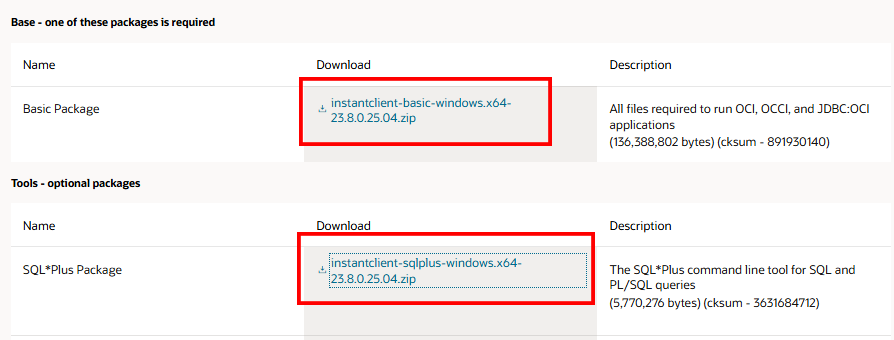 Base - one of these packages is required
Name Download Description
Basic Package
instantclient-basic-windows.x64-
23.8.0.25.04.zip
All files required to run OCI, OCCI, and JDBC:OCI
applications
(136,388,802 bytes) (cksum - 891930140)
Tools - optional packages
Name Download Description
SQL*Plus Package
instantclient-sqlplus-windows.x64-
23.8.0.25.04.zip
The SQL*Plus command line tool for SQL and
PL/SQL queries
(5,770,276 bytes) (cksum - 3631684712)